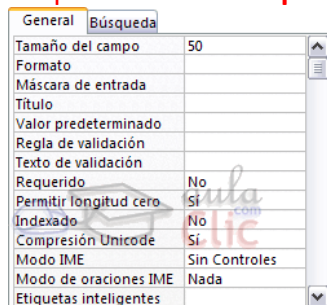 General Búsqueda
Tamaño del campo 50
Formato
Máscara de entrada
Título
Valor predeterminado
Regla de validación
Texto de validación
Requerido No
Permitir longitud cero Sí
Indexado No
Compresión Unicode Sí
Modo IME Sin Controles
Modo de oraciones IME Nada
Etiquetas inteligentes
aula
.com
Clic